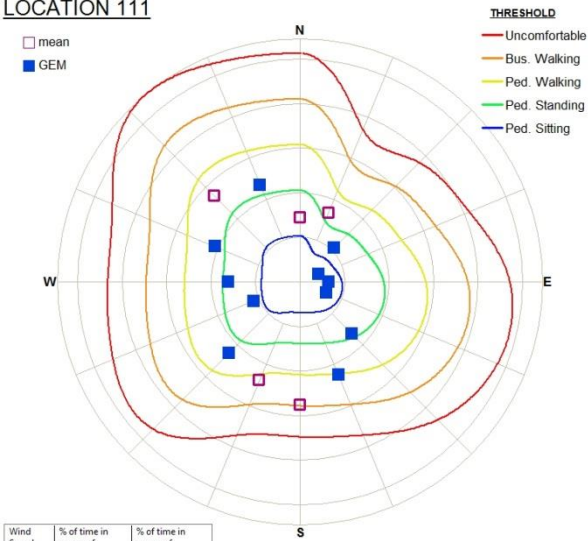 LOCATION 111
mean
GEM
THRESHOLD
Uncomfortable
Bus. Walking
Ped. Walking
Ped. Standing
Ped. Sitting
N
W
E
S
Wind % of time in % of time in